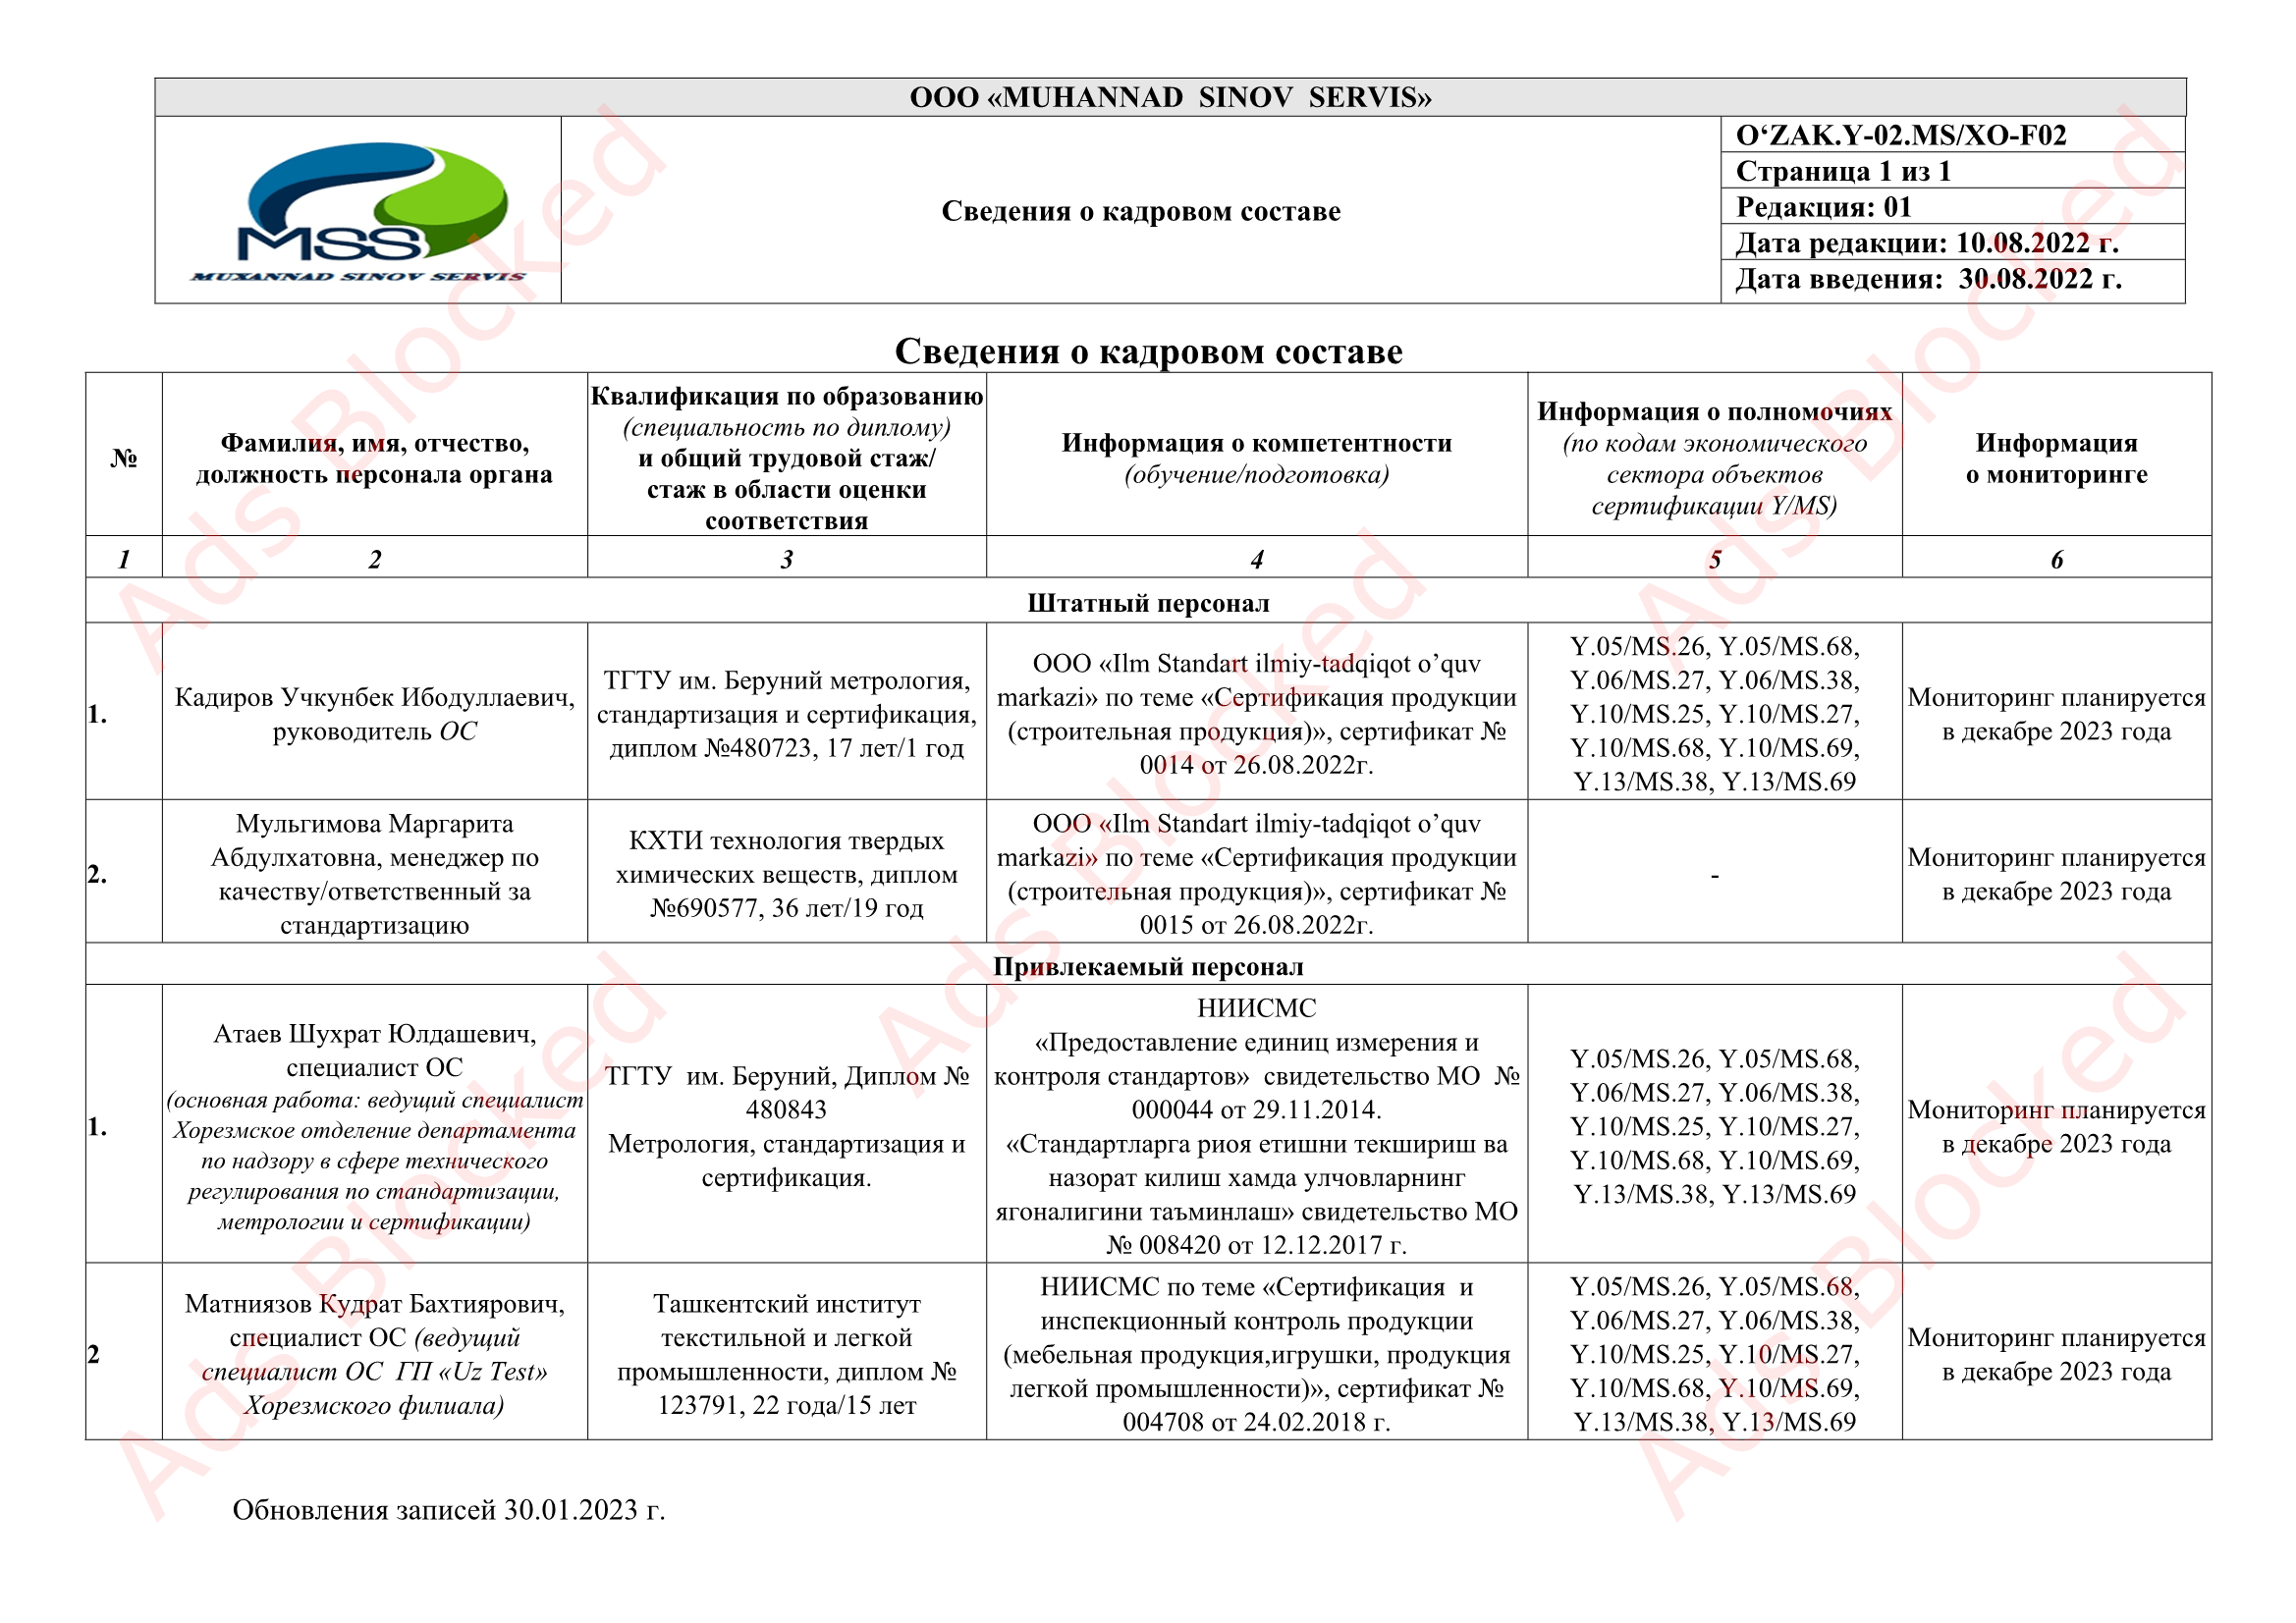 ООО «MUHANNAD SINOV SERVIS»
MSS
MUXANNAD SINOV SERVIS
Сведения о кадровом составе
O‘ZAK.Y-02.MS/XO-F02
Страница 1 из 1
Редакция: 01
Дата редакции: 10.08.2022 г.
Дата введения: 30.08.2022 г.
Сведения о кадровом составе
№
Фамилия, имя, отчество,
должность персонала органа
Квалификация по образованию
(специальность по диплому)
и общий трудовой стаж/
стаж в области оценки
соответствия
Информация о компетентности
(обучение/подготовка)
Информация о полномочиях
(по кодам экономического
сектора объектов
сертификации Y/MS)
Информация
о мониторинге
1
2
3
4
5
6
Штатный персонал
1.
Кадиров Учкунбек Ибодуллаевич,
руководитель ОС
ТГТУ им. Беруний метрология,
стандартизация и сертификация,
диплом №480723, 17 лет/1 год
ООО «Ilm Standart ilmiy-tadqiqot o’quv
markazi» по теме «Сертификация продукции
(строительная продукция)», сертификат №
0014 от 26.08.2022г.
Y.05/MS.26, Y.05/MS.68,
Y.06/MS.27, Y.06/MS.38,
Y.10/MS.25, Y.10/MS.27,
Y.10/MS.68, Y.10/MS.69,
Y.13/MS.38, Y.13/MS.69
Мониторинг планируется
в декабре 2023 года
2.
Мульгимова Маргарита
Абдулхатовна, менеджер по
качеству/ответственный за
стандартизацию
КХТИ технология твердых
химических веществ, диплом
№690577, 36 лет/19 год
ООО «Ilm Standart ilmiy-tadqiqot o’quv
markazi» по теме «Сертификация продукции
(строительная продукция)», сертификат №
0015 от 26.08.2022г.
-
Мониторинг планируется
в декабре 2023 года
Привлекаемый персонал
1.
Атаев Шухрат Юлдашевич,
специалист ОС
(основная работа: ведущий специалист
Хорезмское отделение департамента
по надзору в сфере технического
регулирования по стандартизации,
метрологии и сертификации)
ТГТУ им. Беруний, Диплом №
480843
Метрология, стандартизация и
сертификация.
НИИСМС
«Предоставление единиц измерения и
контроля стандартов» свидетельство МО №
000044 от 29.11.2014.
«Стандартларга риоя етишни текшириш ва
назорат килиш хамда улчовларнинг
ягоналигини таъминлаш» свидетельство МО
№ 008420 от 12.12.2017 г.
Y.05/MS.26, Y.05/MS.68,
Y.06/MS.27, Y.06/MS.38,
Y.10/MS.25, Y.10/MS.27,
Y.10/MS.68, Y.10/MS.69,
Y.13/MS.38, Y.13/MS.69
Мониторинг планируется
в декабре 2023 года
2
Матниязов Кудрат Бахтиярович,
специалист ОС (ведущий
специалист ОС ГП «Uz Test»
Хорезмского филиала)
Ташкентский институт
текстильной и легкой
промышленности, диплом №
123791, 22 года/15 лет
НИИСМС по теме «Сертификация и
инспекционный контроль продукции
(мебельная продукция,игрушки, продукция
легкой промышленности)», сертификат №
004708 от 24.02.2018 г.
Y.05/MS.26, Y.05/MS.68,
Y.06/MS.27, Y.06/MS.38,
Y.10/MS.25, Y.10/MS.27,
Y.10/MS.68, Y.10/MS.69,
Y.13/MS.38, Y.13/MS.69
Мониторинг планируется
в декабре 2023 года
Обновления записей 30.01.2023 г.
Ads Blocked
Ads Blocked
Ads Blocked
Ads Blocked
Ads Blocked